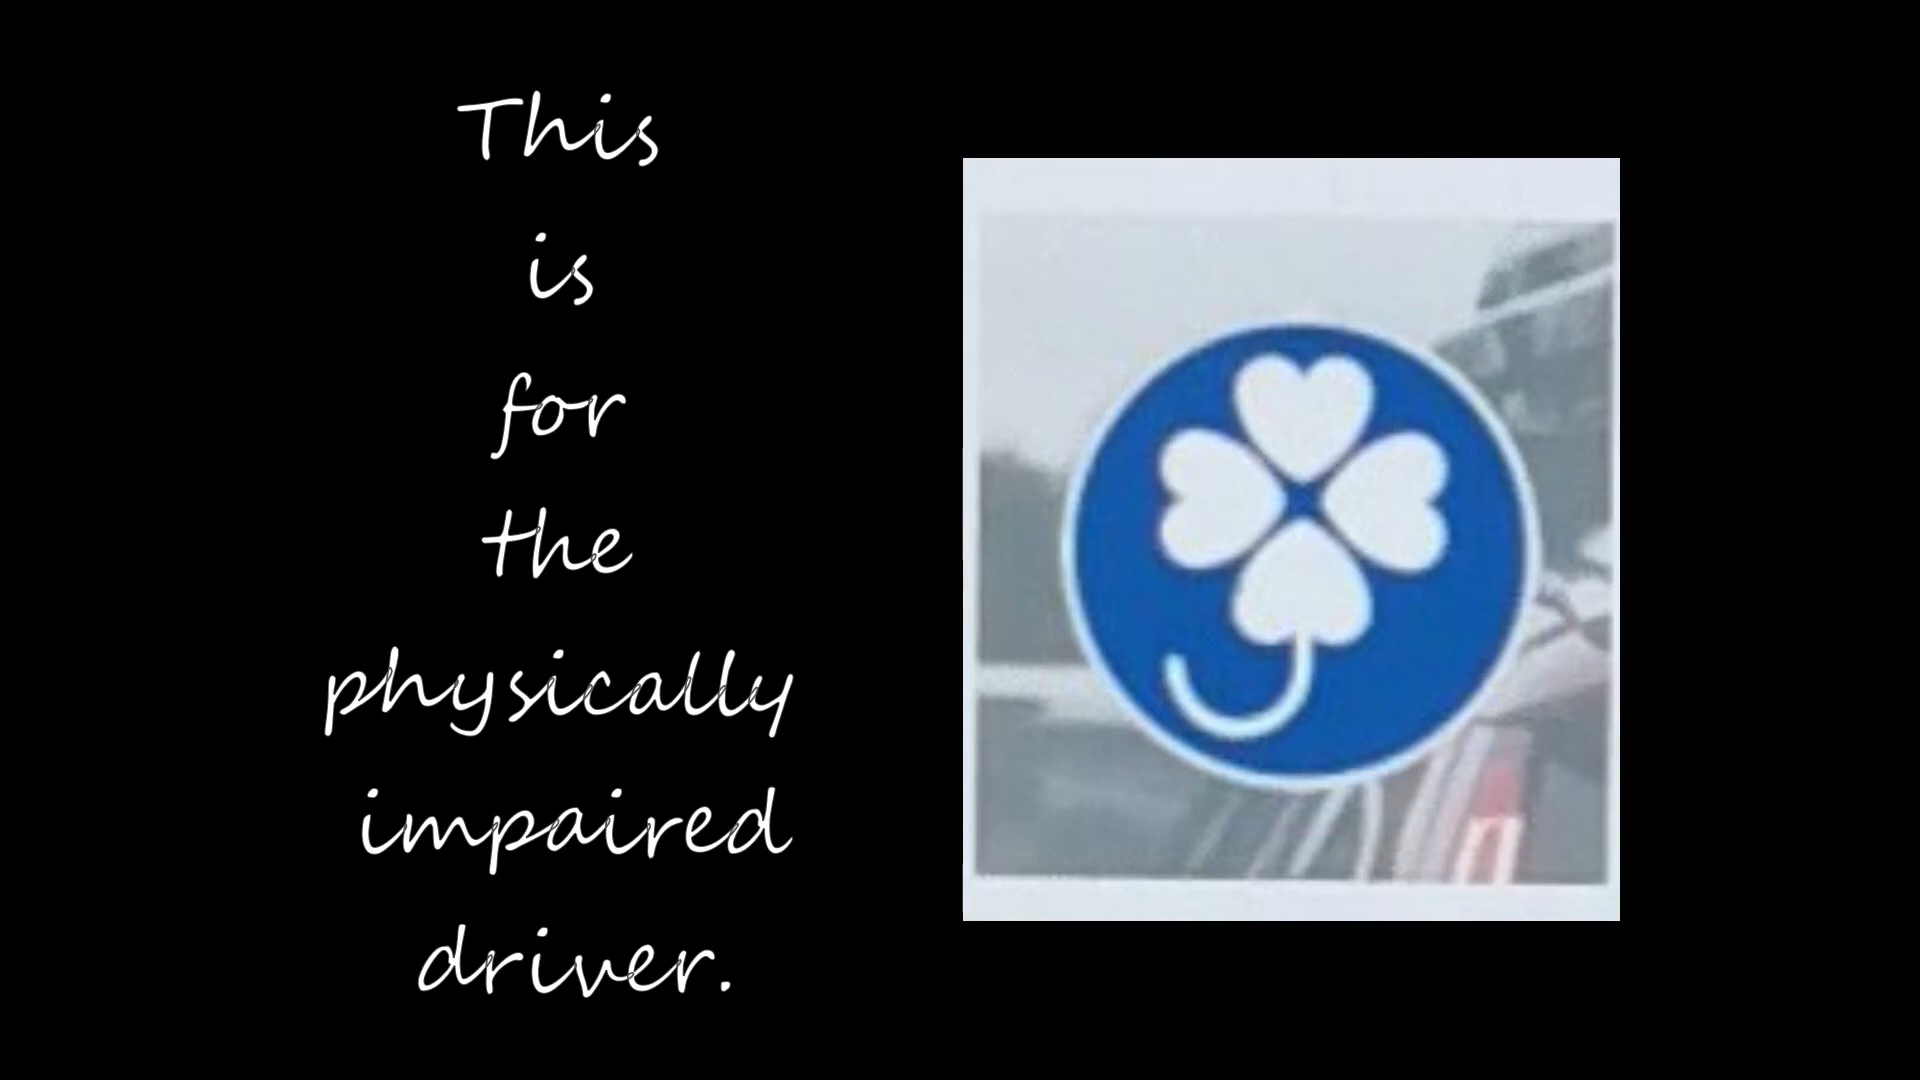 This
is
for
the
physically
impaired
driver.